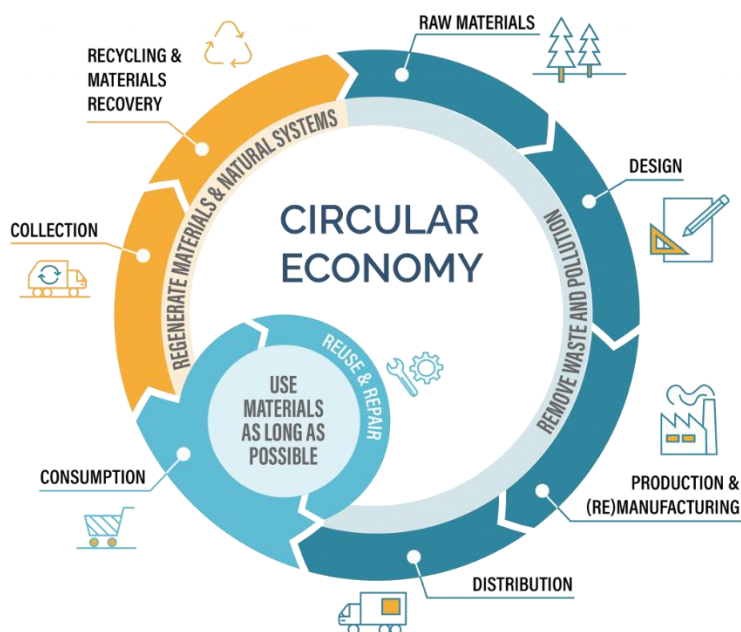 CIRCULAR
ECONOMY
RAW MATERIALS
DESIGN
PRODUCTION &
(RE)MANUFACTURING
DISTRIBUTION
CONSUMPTION
COLLECTION
RECYCLING &
MATERIALS
RECOVERY
REMOVE WASTE AND POLLUTION
REGENERATE MATERIALS & NATURAL SYSTEMS
REUSE & REPAIR
USE
MATERIALS
AS LONG AS
POSSIBLE